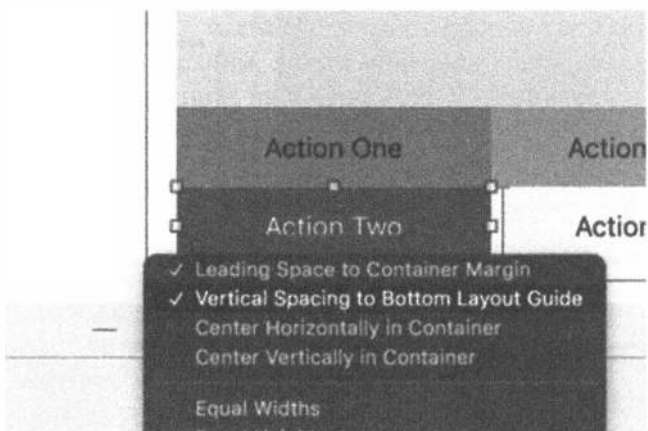 Action One Action
Action Two Action
✓ Leading Space to Container Margin
✓ Vertical Spacing to Bottom Layout Guide
Center Horizontally in Container
Center Vertically in Container
Equal Widths